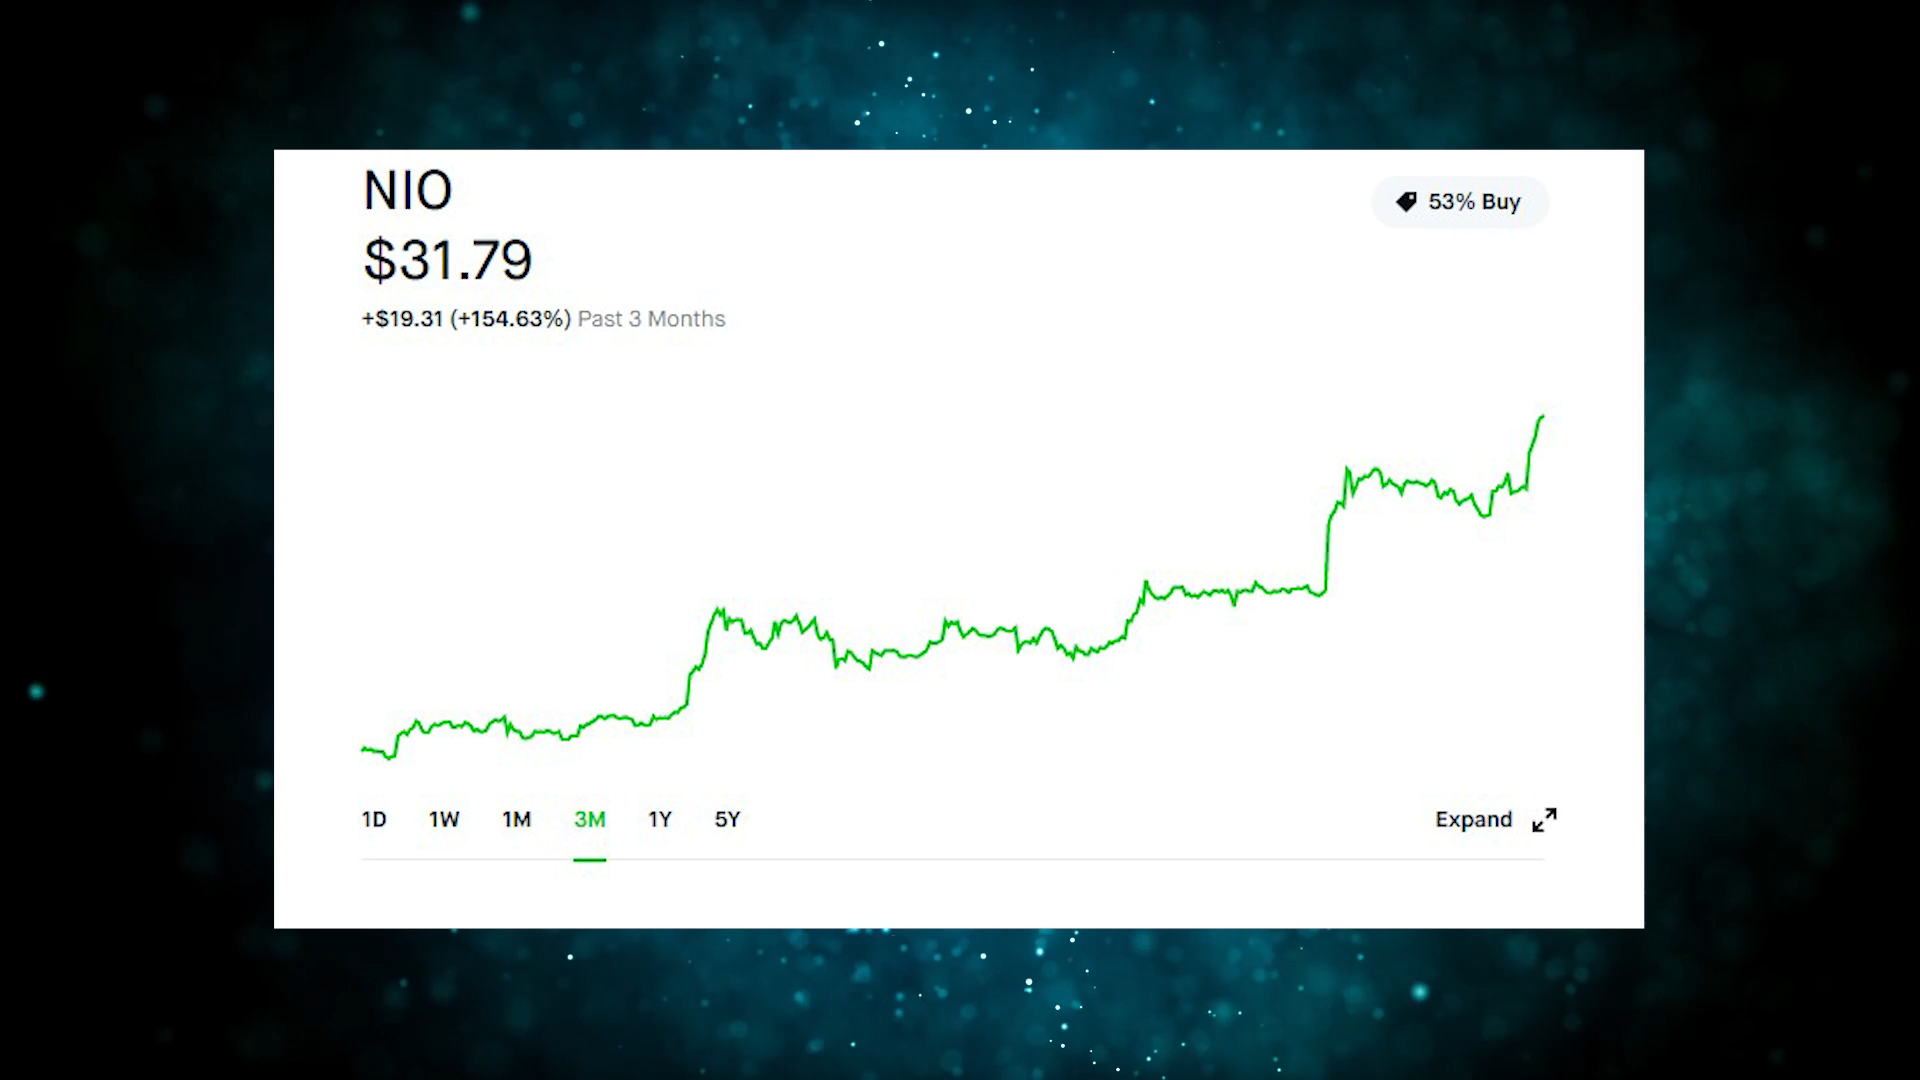 NIO
53% Buy
$31.79
+$19.31 (+154.63%) Past 3 Months
1D 1W 1M 3M 1Y 5Y Expand